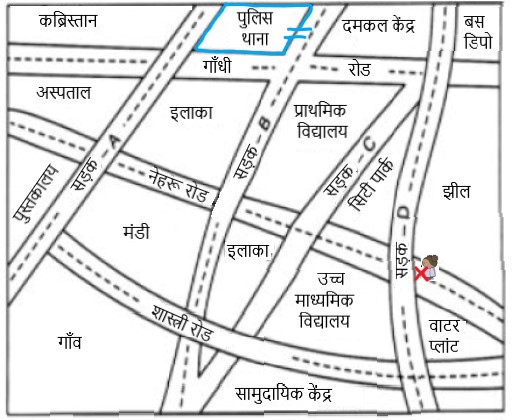 कब्रिस्तान
पुलिस
थाना
दमकल केंद्र
बस
डिपो
गाँधी
रोड
अस्पताल
इलाका
प्राथमिक
विद्यालय
सड़क - A
सड़क - B
सड़क - C
सिटी पार्क
पुस्तकालय
नेहरू रोड
झील
मंडी
इलाका
सड़क - D
उच्च
माध्यमिक
विद्यालय
शास्त्री रोड
वाटर
प्लांट
गाँव
सामुदायिक केंद्र